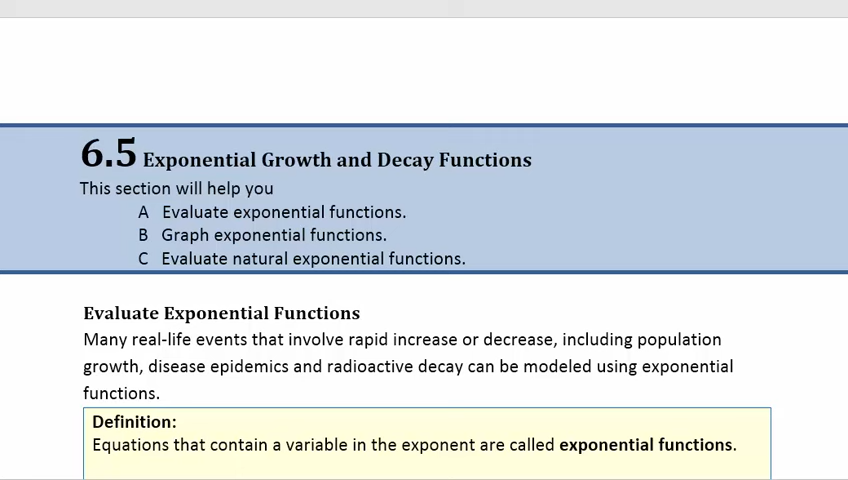 6.5 Exponential Growth and Decay Functions
This section will help you
A Evaluate exponential functions.
B Graph exponential functions.
C Evaluate natural exponential functions.
Evaluate Exponential Functions
Many real-life events that involve rapid increase or decrease, including population
growth, disease epidemics and radioactive decay can be modeled using exponential
functions.
Definition:
Equations that contain a variable in the exponent are called exponential functions.